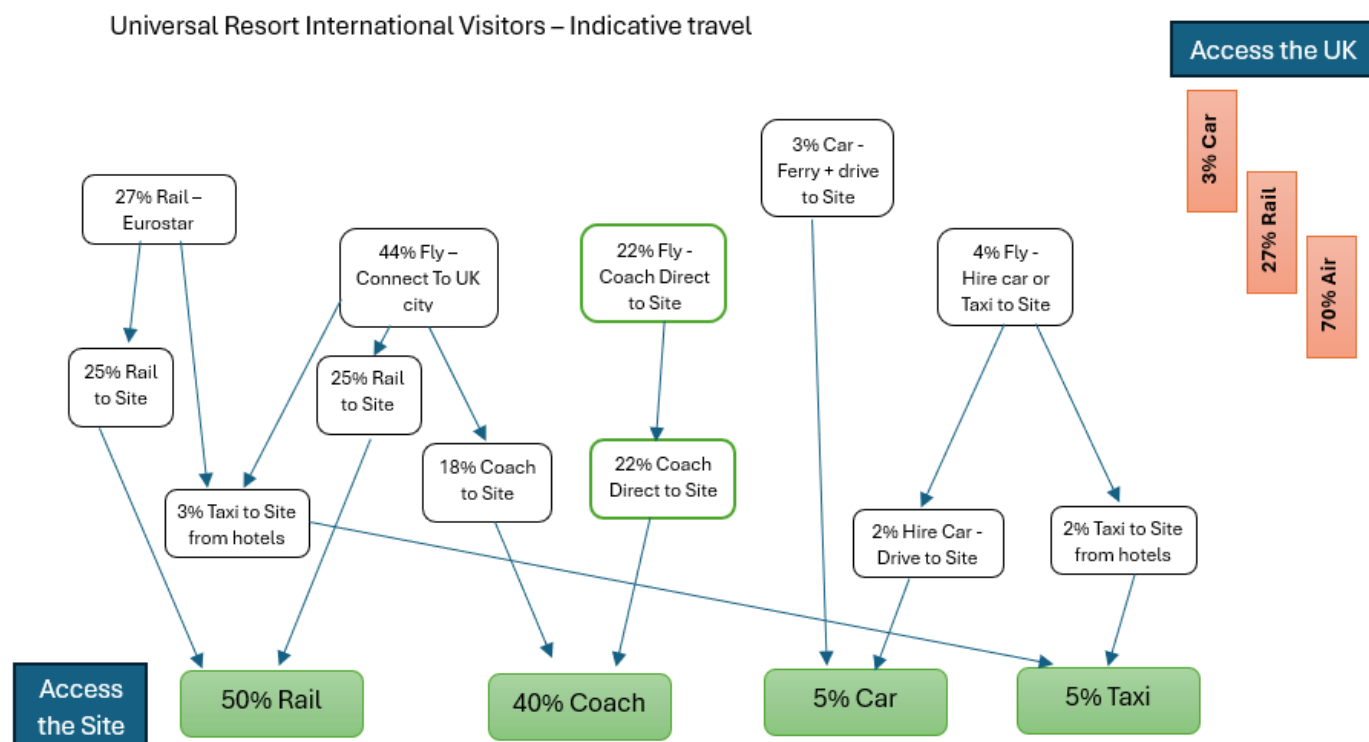 Universal Resort International Visitors – Indicative travel
Access the UK
3% Car
27% Rail
70% Air
3% Car -
Ferry + drive
to Site
27% Rail –
Eurostar
44% Fly –
Connect To UK
city
22% Fly -
Coach Direct
to Site
4% Fly -
Hire car or
Taxi to Site
25% Rail
to Site
25% Rail
to Site
18% Coach
to Site
22% Coach
Direct to Site
3% Taxi to Site
from hotels
2% Hire Car -
Drive to Site
2% Taxi to Site
from hotels
Access
the Site
50% Rail
40% Coach
5% Car
5% Taxi